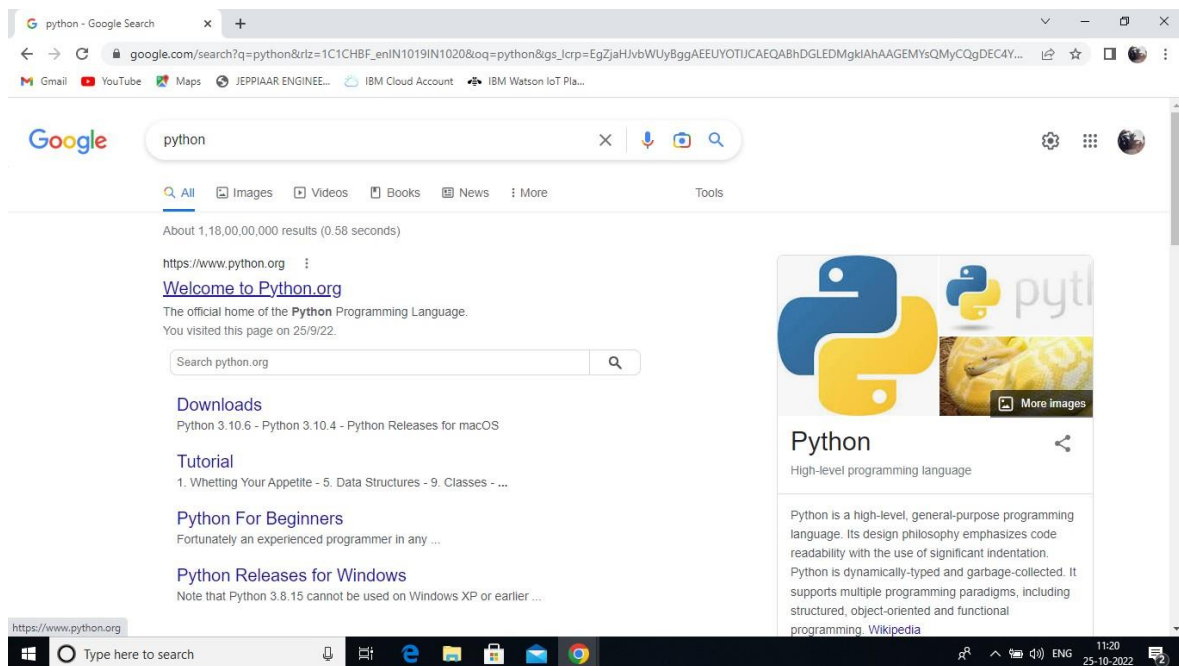 python - Google Search
google.com/search?q=python&rlz=1C1CHBF_enIN1019IN1020&oq=python&gs_lcrp=
Gmail YouTube Maps JEPPIAAR ENGINEE... IBM Cloud Account IBM Watson IoT Pla...
Google python
All Images Videos Books News More Tools
About 1,18,00,00,000 results (0.58 seconds)
https://www.python.org
Welcome to Python.org
The official home of the Python Programming Language.
You visited this page on 25/9/22.
Search python.org
Downloads
Python 3.10.6 - Python 3.10.4 - Python Releases for macOS
Tutorial
1. Whetting Your Appetite - 5. Data Structures - 9. Classes - ...
Python For Beginners
Fortunately an experienced programmer in any ...
Python Releases for Windows
Note that Python 3.8.15 cannot be used on Windows XP or earlier ...
pytl
More images
Python
High-level programming language
Python is a high-level, general-purpose programming
language. Its design philosophy emphasizes code
readability with the use of significant indentation.
Python is dynamically-typed and garbage-collected. It
supports multiple programming paradigms, including
structured, object-oriented and functional
programming. Wikipedia
https://www.python.org
Type here to search
ENG
11:20
25-10-2022
2